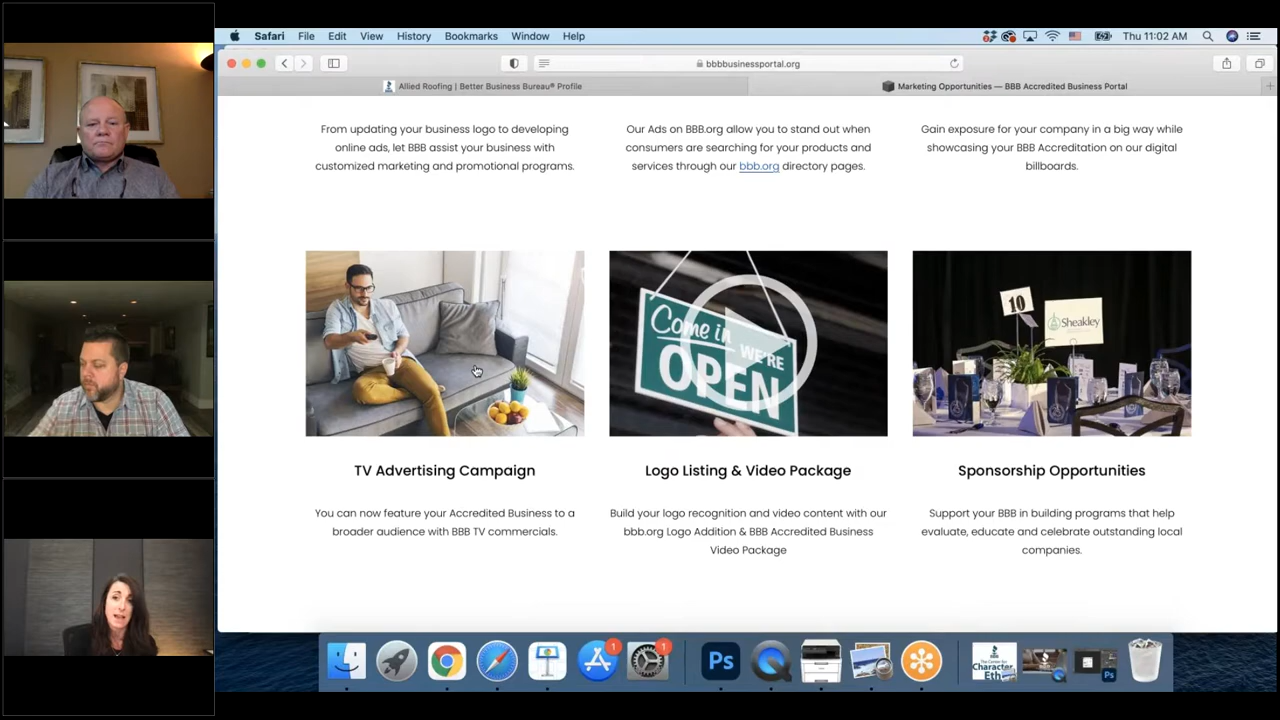 Safari File Edit View History Bookmarks Window Help
Thu 11:02 AM
bbbbusinessportal.org
Allied Roofing | Better Business Bureau® Profile
Marketing Opportunities — BBB Accredited Business Portal
From updating your business logo to developing
online ads, let BBB assist your business with
customized marketing and promotional programs.
Our Ads on BBB.org allow you to stand out when
consumers are searching for your products and
services through our bbb.org directory pages.
Gain exposure for your company in a big way while
showcasing your BBB Accreditation on our digital
billboards.
Come in
WE'RE
OPEN
10
Sheakley
TV Advertising Campaign
You can now feature your Accredited Business to a
broader audience with BBB TV commercials.
Logo Listing & Video Package
Build your logo recognition and video content with our
bbb.org Logo Addition & BBB Accredited Business
Video Package
Sponsorship Opportunities
Support your BBB in building programs that help
evaluate, educate and celebrate outstanding local
companies.
1
1
Ps
The Center for
Character
Ps